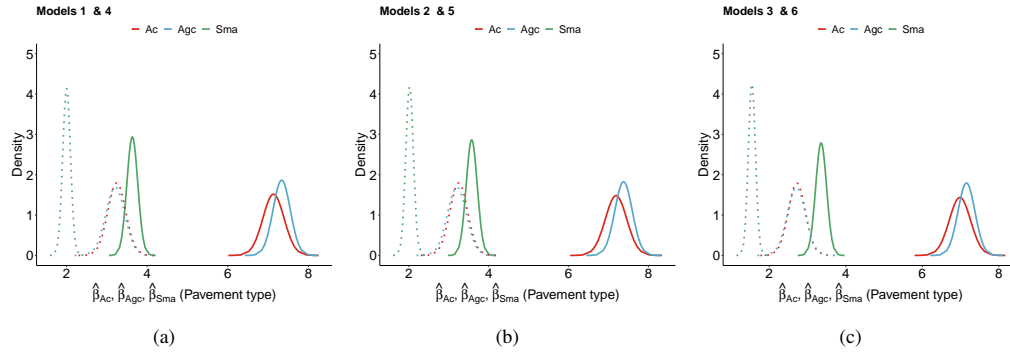 Models 1 & 4
Ac Agc Sma
5
4
3
2
1
0
Density
2 4 6 8
β̂Ac, β̂Agc, β̂Sma (Pavement type)
(a)
Models 2 & 5
Ac Agc Sma
5
4
3
2
1
0
Density
2 4 6 8
β̂Ac, β̂Agc, β̂Sma (Pavement type)
(b)
Models 3 & 6
Ac Agc Sma
5
4
3
2
1
0
Density
2 4 6 8
β̂Ac, β̂Agc, β̂Sma (Pavement type)
(c)